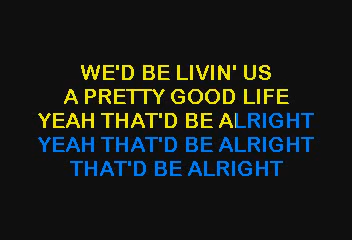 WE'D BE LIVIN' US
A PRETTY GOOD LIFE
YEAH THAT'D BE ALRIGHT
YEAH THAT'D BE ALRIGHT
THAT'D BE ALRIGHT